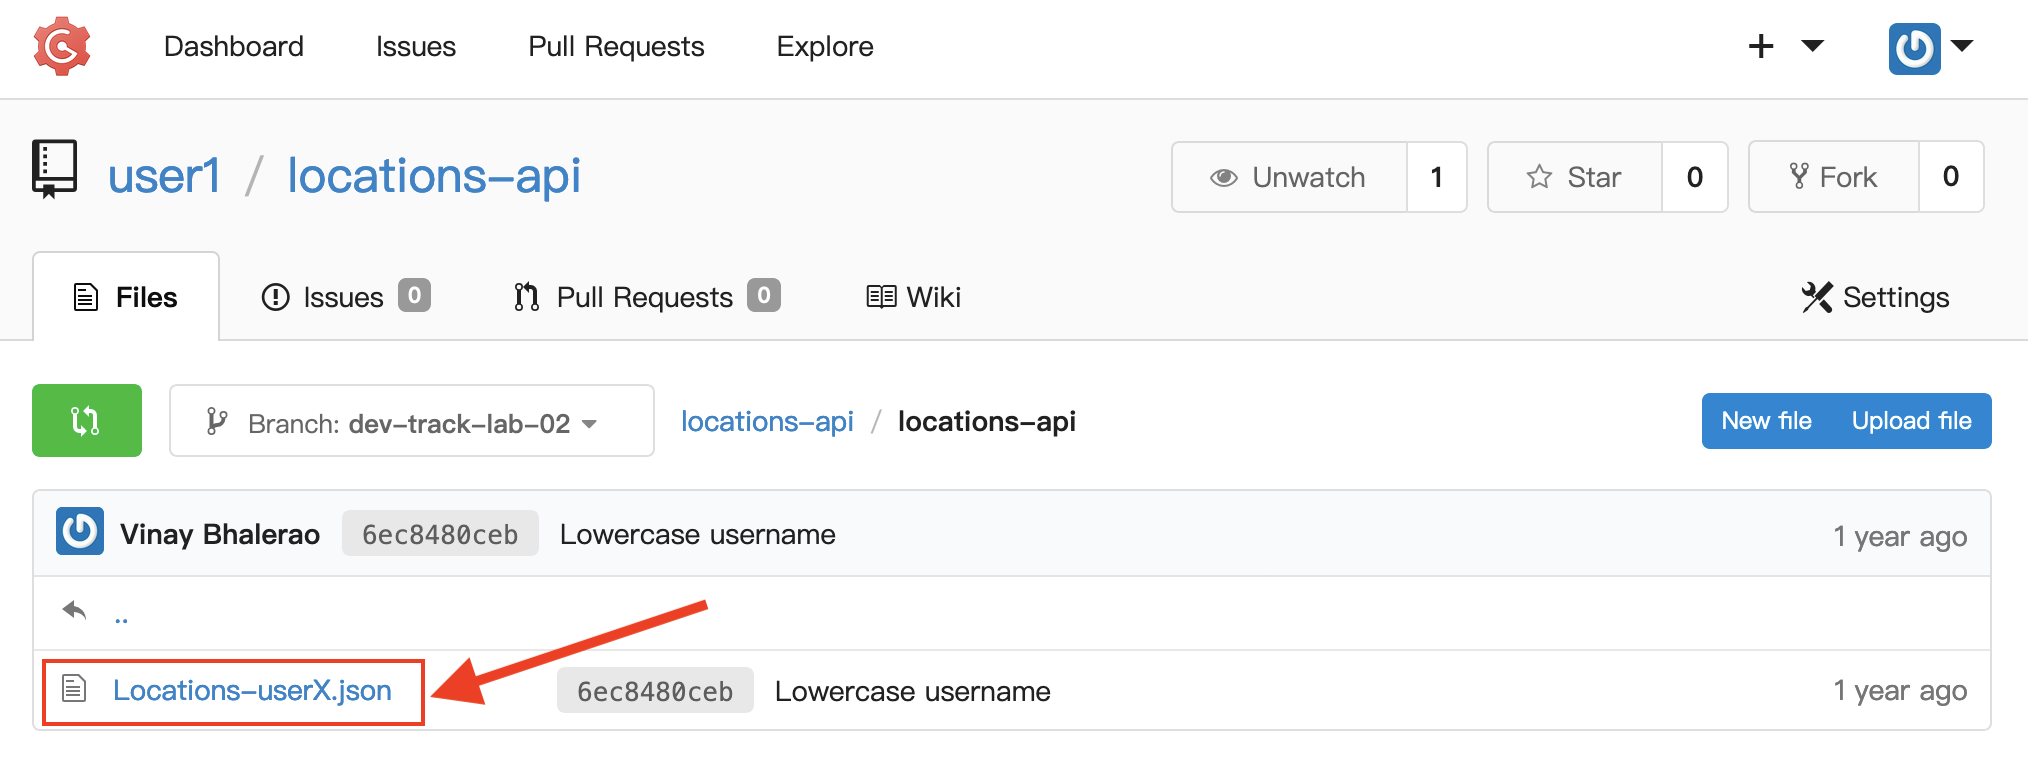 Dashboard Issues Pull Requests Explore
user1 / locations-api Unwatch 1 Star 0 Fork 0
Files Issues 0 Pull Requests 0 Wiki Settings
Branch: dev-track-lab-02 locations-api / locations-api New file Upload file
Vinay Bhalerao 6ec8480ceb Lowercase username 1 year ago
..
Locations-userX.json 6ec8480ceb Lowercase username 1 year ago